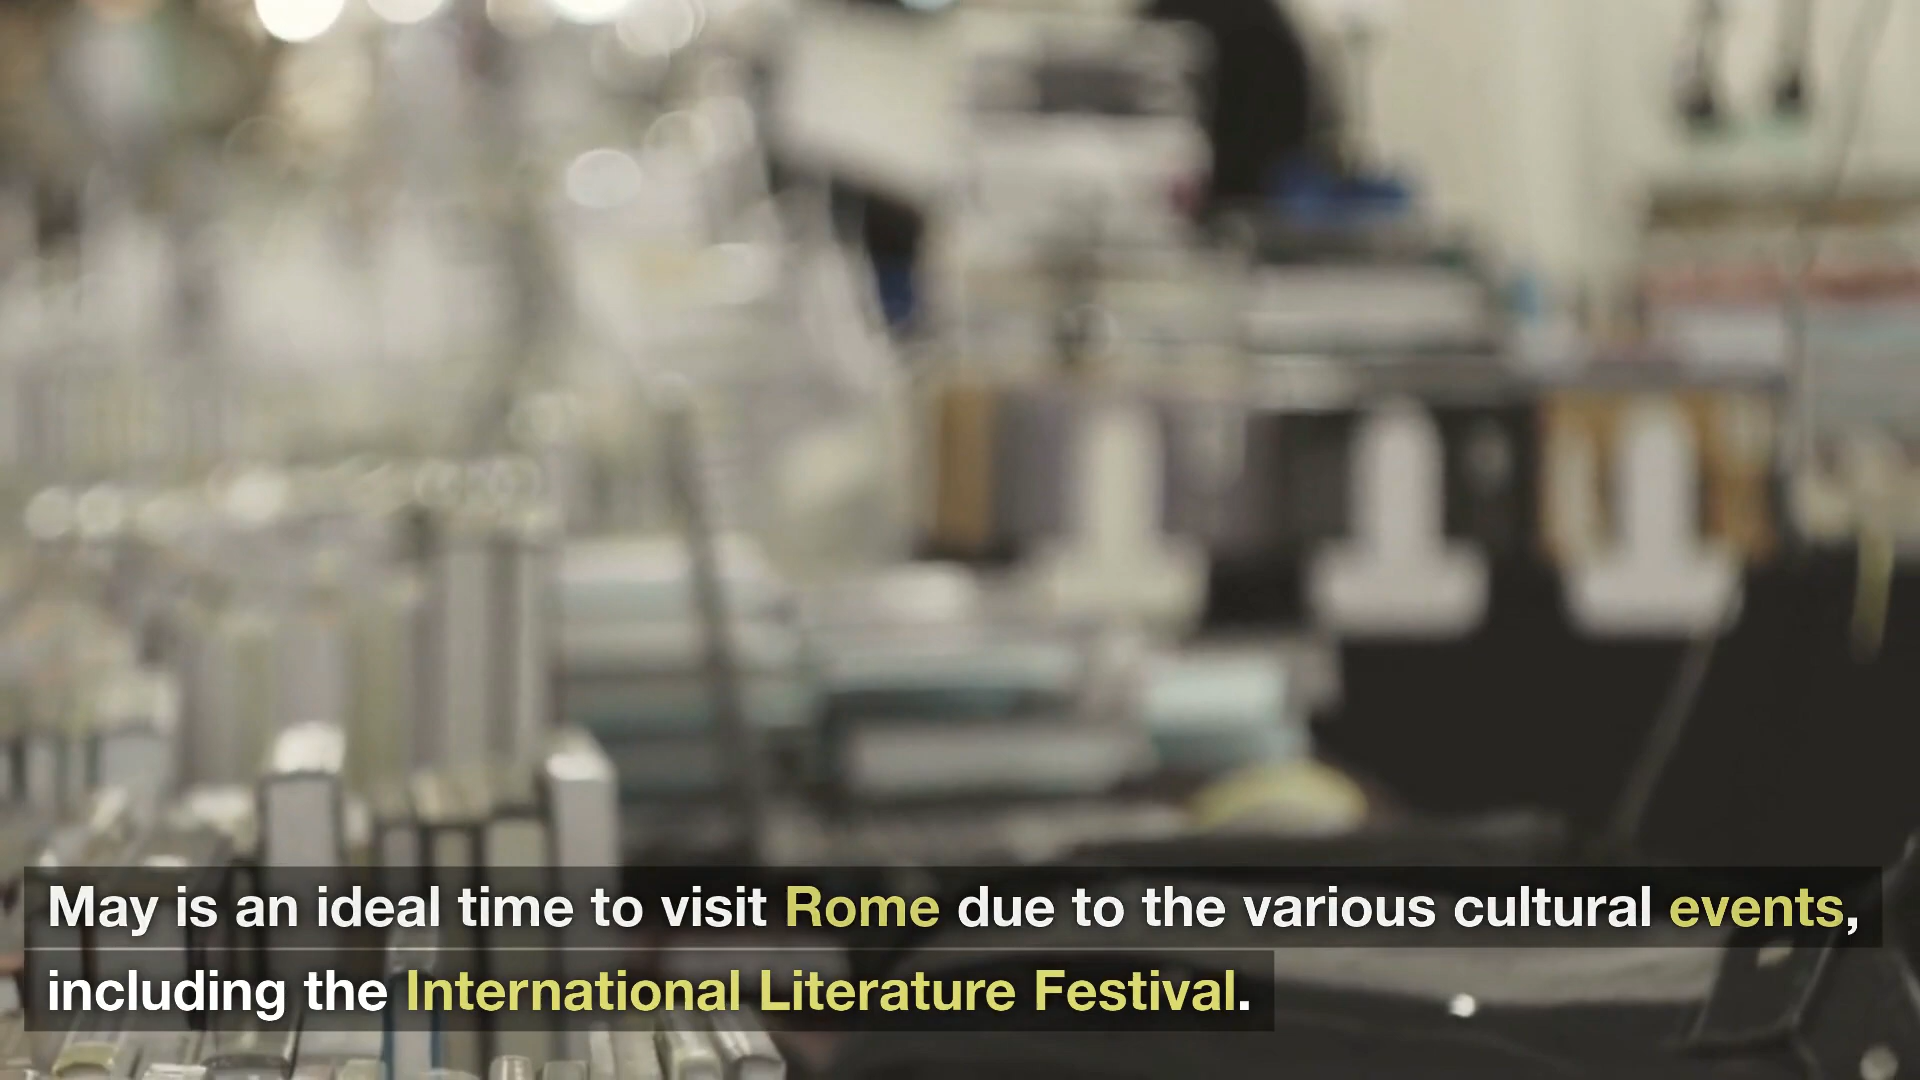 May is an ideal time to visit Rome due to the various cultural events,
including the International Literature Festival.